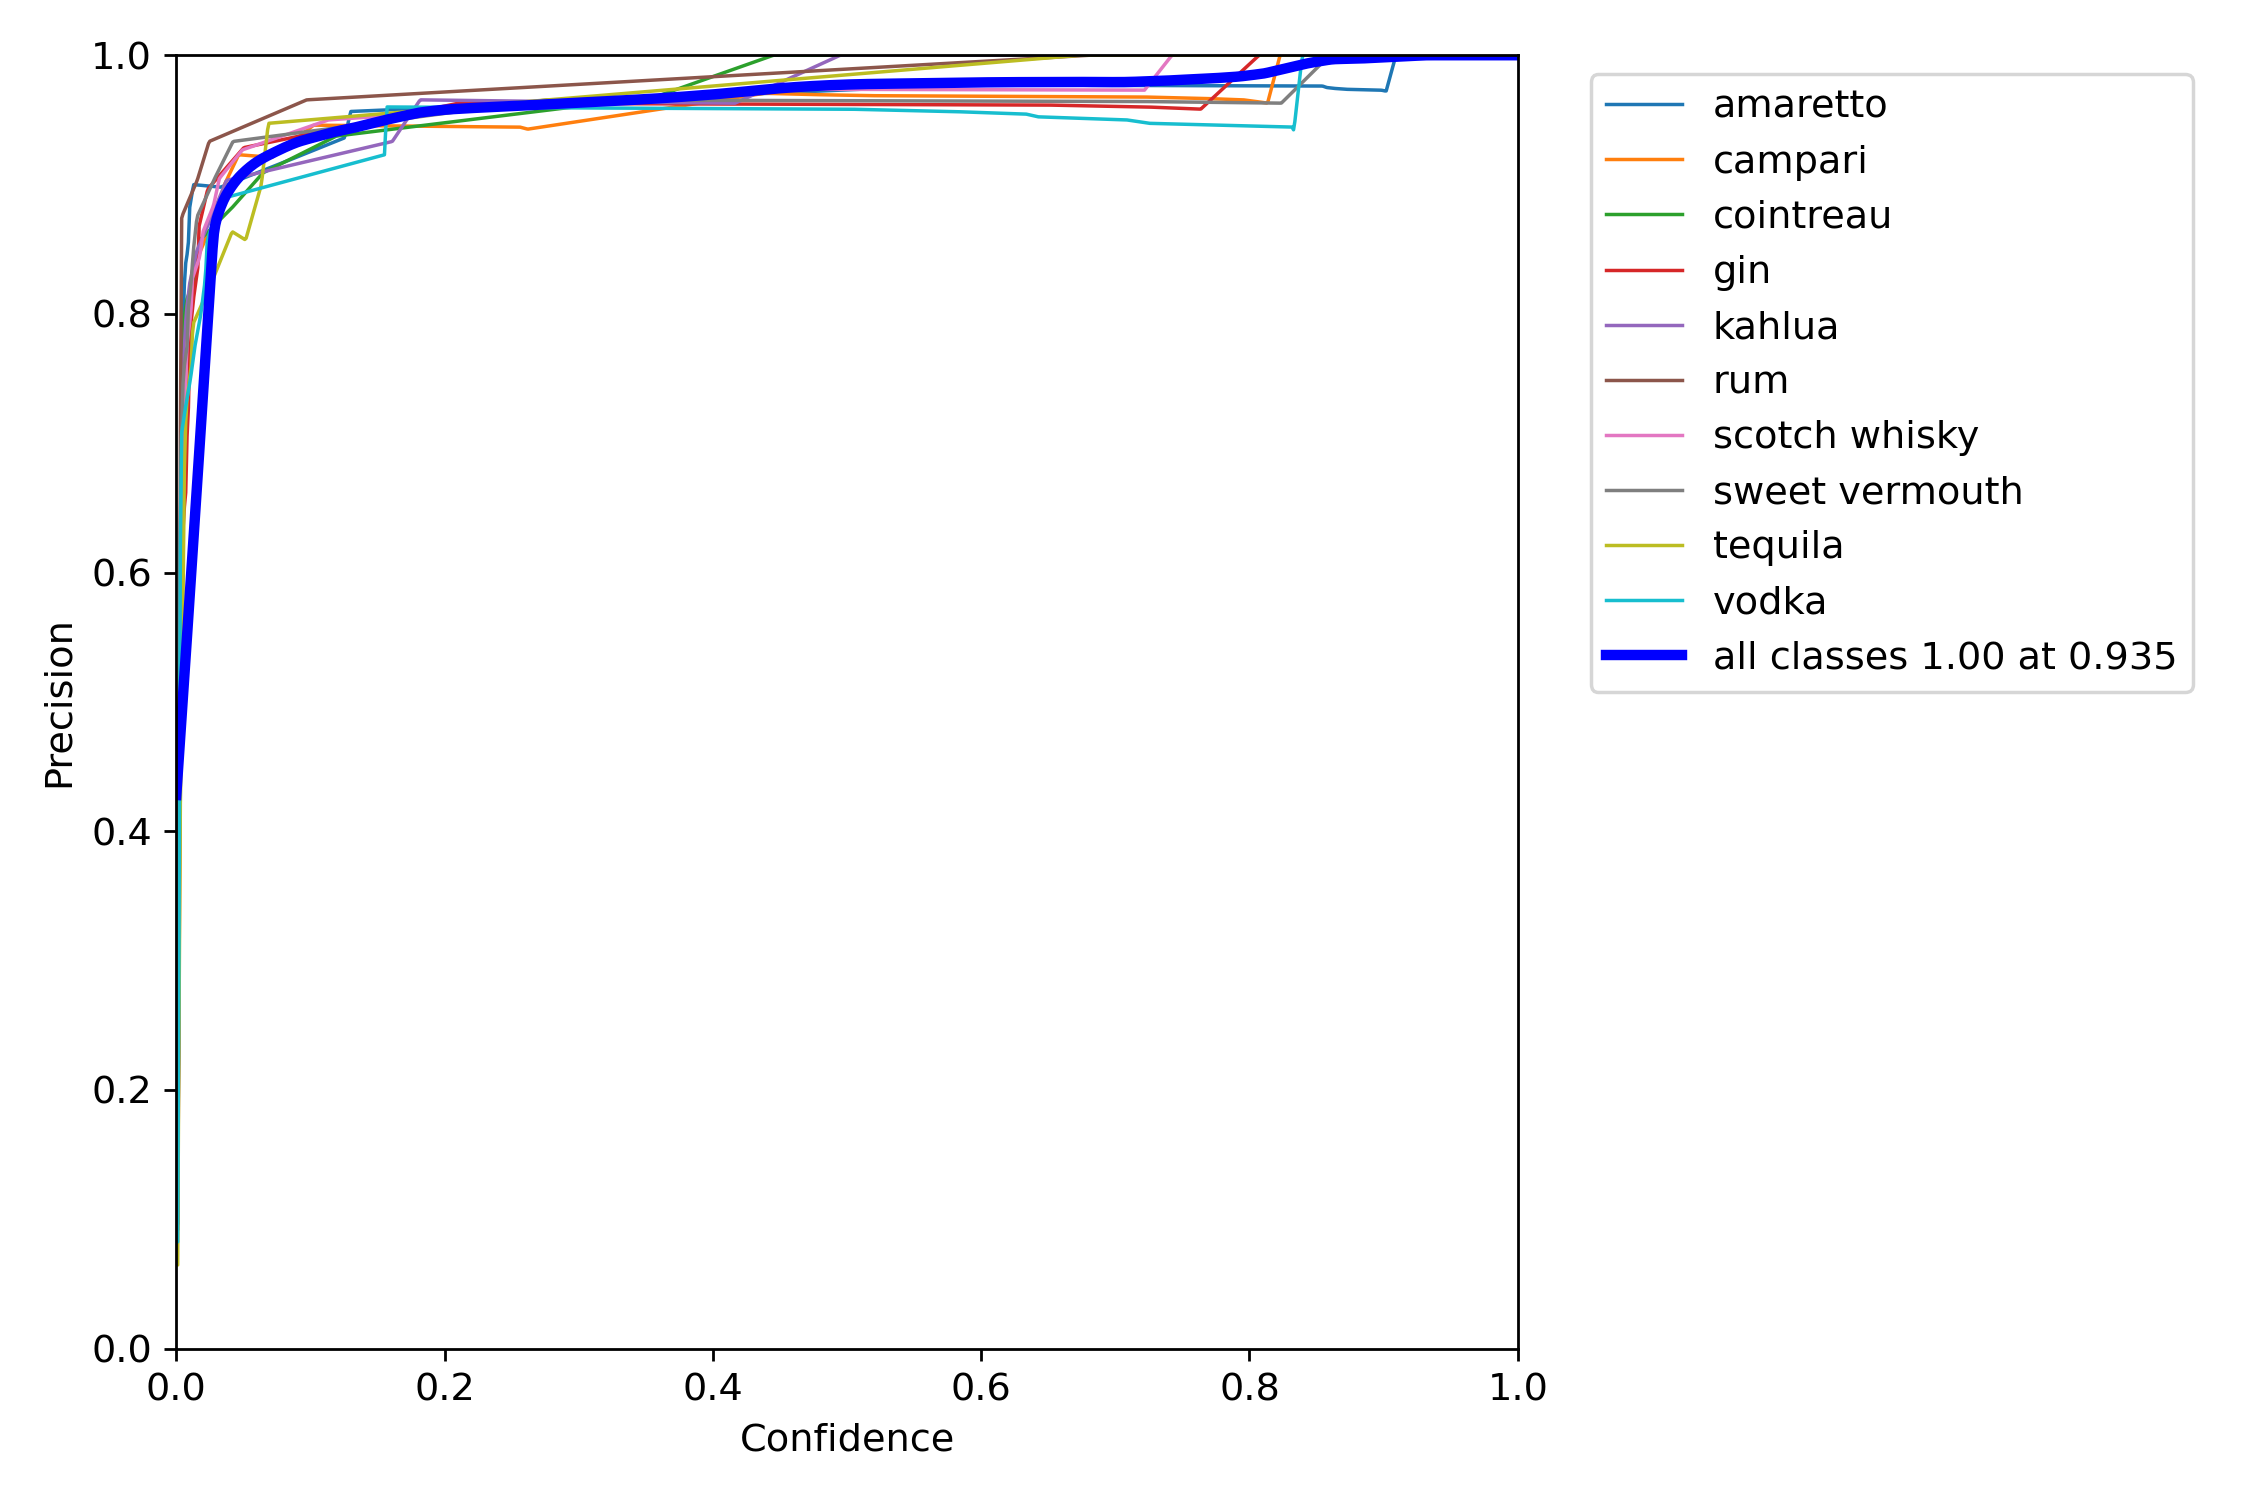 1.0
0.8
0.6
0.4
0.2
0.0
0.0 0.2 0.4 0.6 0.8 1.0
Precision
Confidence
amaretto
campari
cointreau
gin
kahlua
rum
scotch whisky
sweet vermouth
tequila
vodka
all classes 1.00 at 0.935